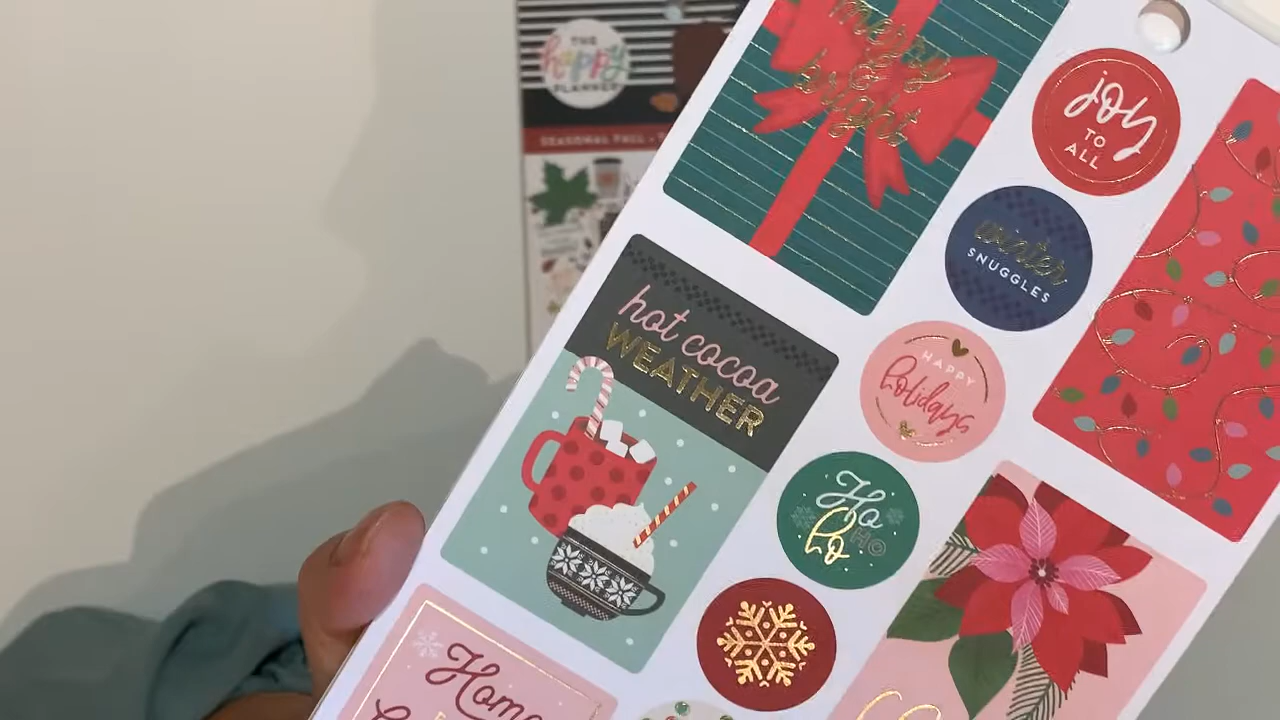 THE
happy
PLANNER
SEASONAL FOIL
merry
&
bright
joy
TO
ALL
winter
SNUGGLES
HAPPY
holidays
hot cocoa
WEATHER
Ho
ho HO
Home